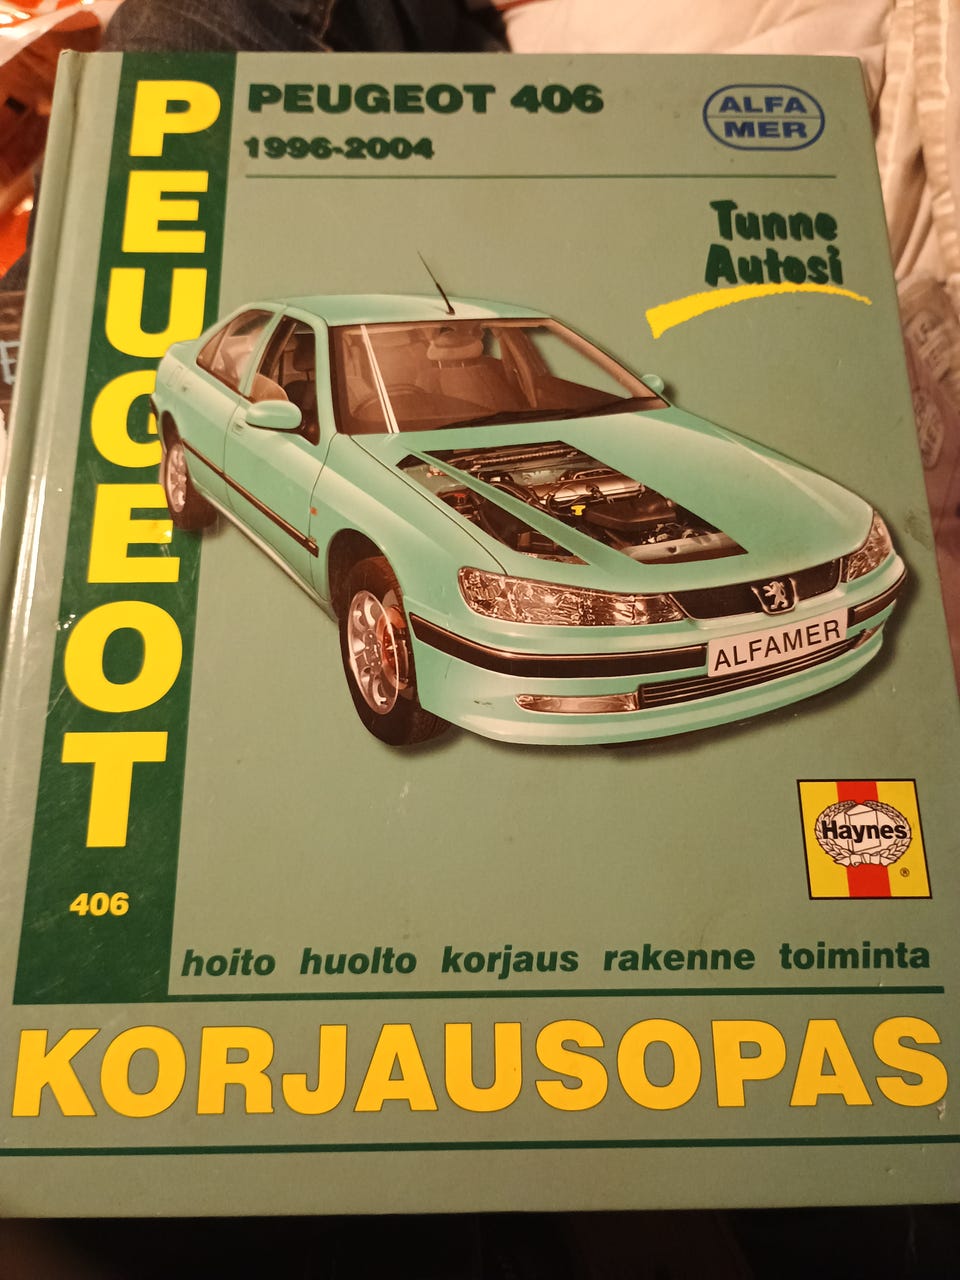 PEUGEOT
PEUGEOT 406
1996-2004
ALFA
MER
Tunne
Autosi
ALFAMER
Haynes
®
406
hoito huolto korjaus rakenne toiminta
KORJAUSOPAS